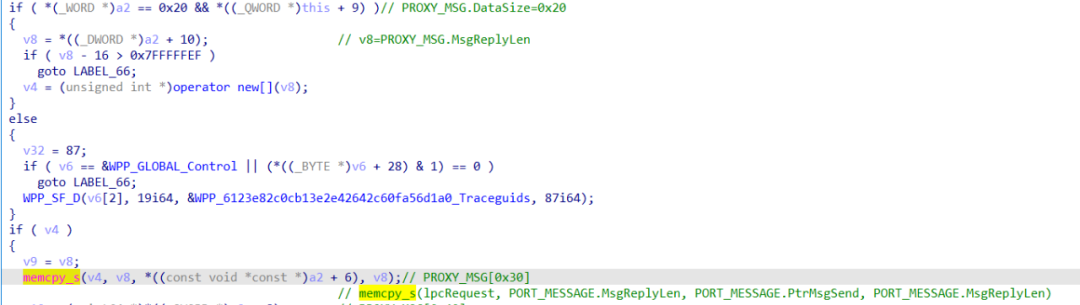 if ( *(_WORD *)a2 == 0x20 && *((_QWORD *)this + 9) )// PROXY_MSG.DataSize=0x20
{
v8 = *((_DWORD *)a2 + 10); // v8=PROXY_MSG.MsgReplyLen
if ( v8 - 16 > 0x7FFFFFEF )
goto LABEL_66;
v4 = (unsigned int *)operator new[](v8);
}
else
{
v32 = 87;
if ( v6 == &WPP_GLOBAL_Control || (*((_BYTE *)v6 + 28) & 1) == 0 )
goto LABEL_66;
WPP_SF_D(v6[2], 19i64, &WPP_6123e82c0cb13e2e42642c60fa56d1a0_Traceguids, 87i64);
}
if ( v4 )
{
v9 = v8;
memcpy_s(v4, v8, *((const void *const *)a2 + 6), v8);// PROXY_MSG[0x30]
// memcpy_s(lpcRequest, PORT_MESSAGE.MsgReplyLen, PORT_MESSAGE.PtrMsgSend, PORT_MESSAGE.MsgReplyLen)